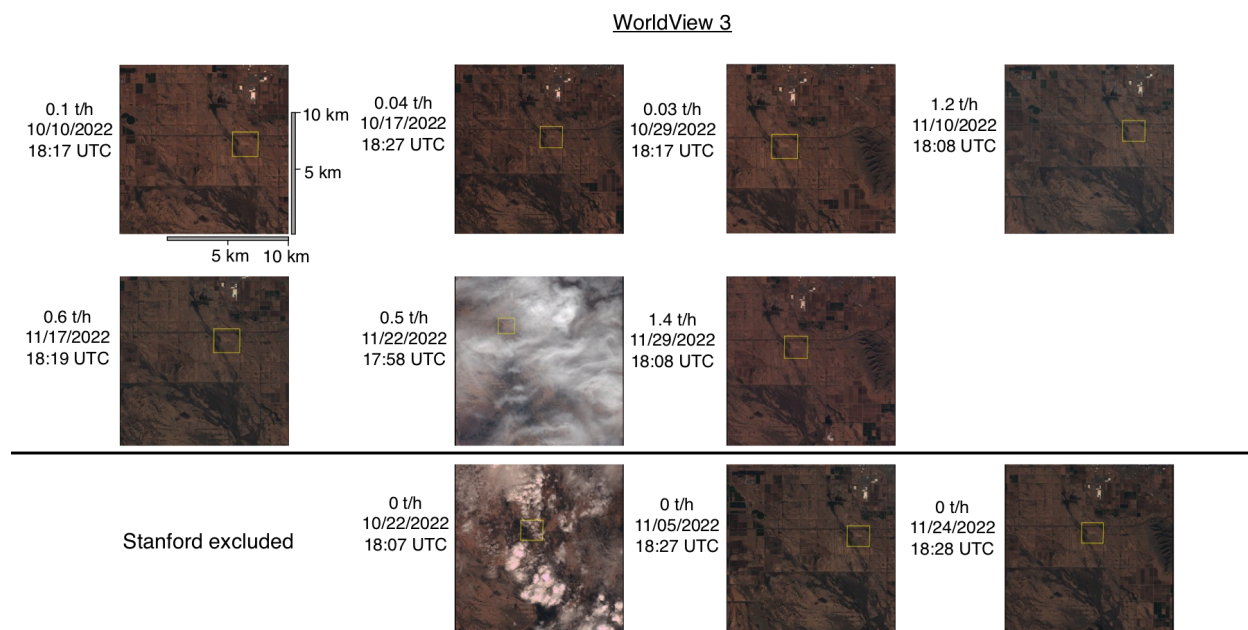 WorldView 3
0.1 t/h
10/10/2022
18:17 UTC
10 km
5 km
5 km
10 km
0.04 t/h
10/17/2022
18:27 UTC
0.03 t/h
10/29/2022
18:17 UTC
1.2 t/h
11/10/2022
18:08 UTC
0.6 t/h
11/17/2022
18:19 UTC
0.5 t/h
11/22/2022
17:58 UTC
1.4 t/h
11/29/2022
18:08 UTC
Stanford excluded
0 t/h
10/22/2022
18:07 UTC
0 t/h
11/05/2022
18:27 UTC
0 t/h
11/24/2022
18:28 UTC